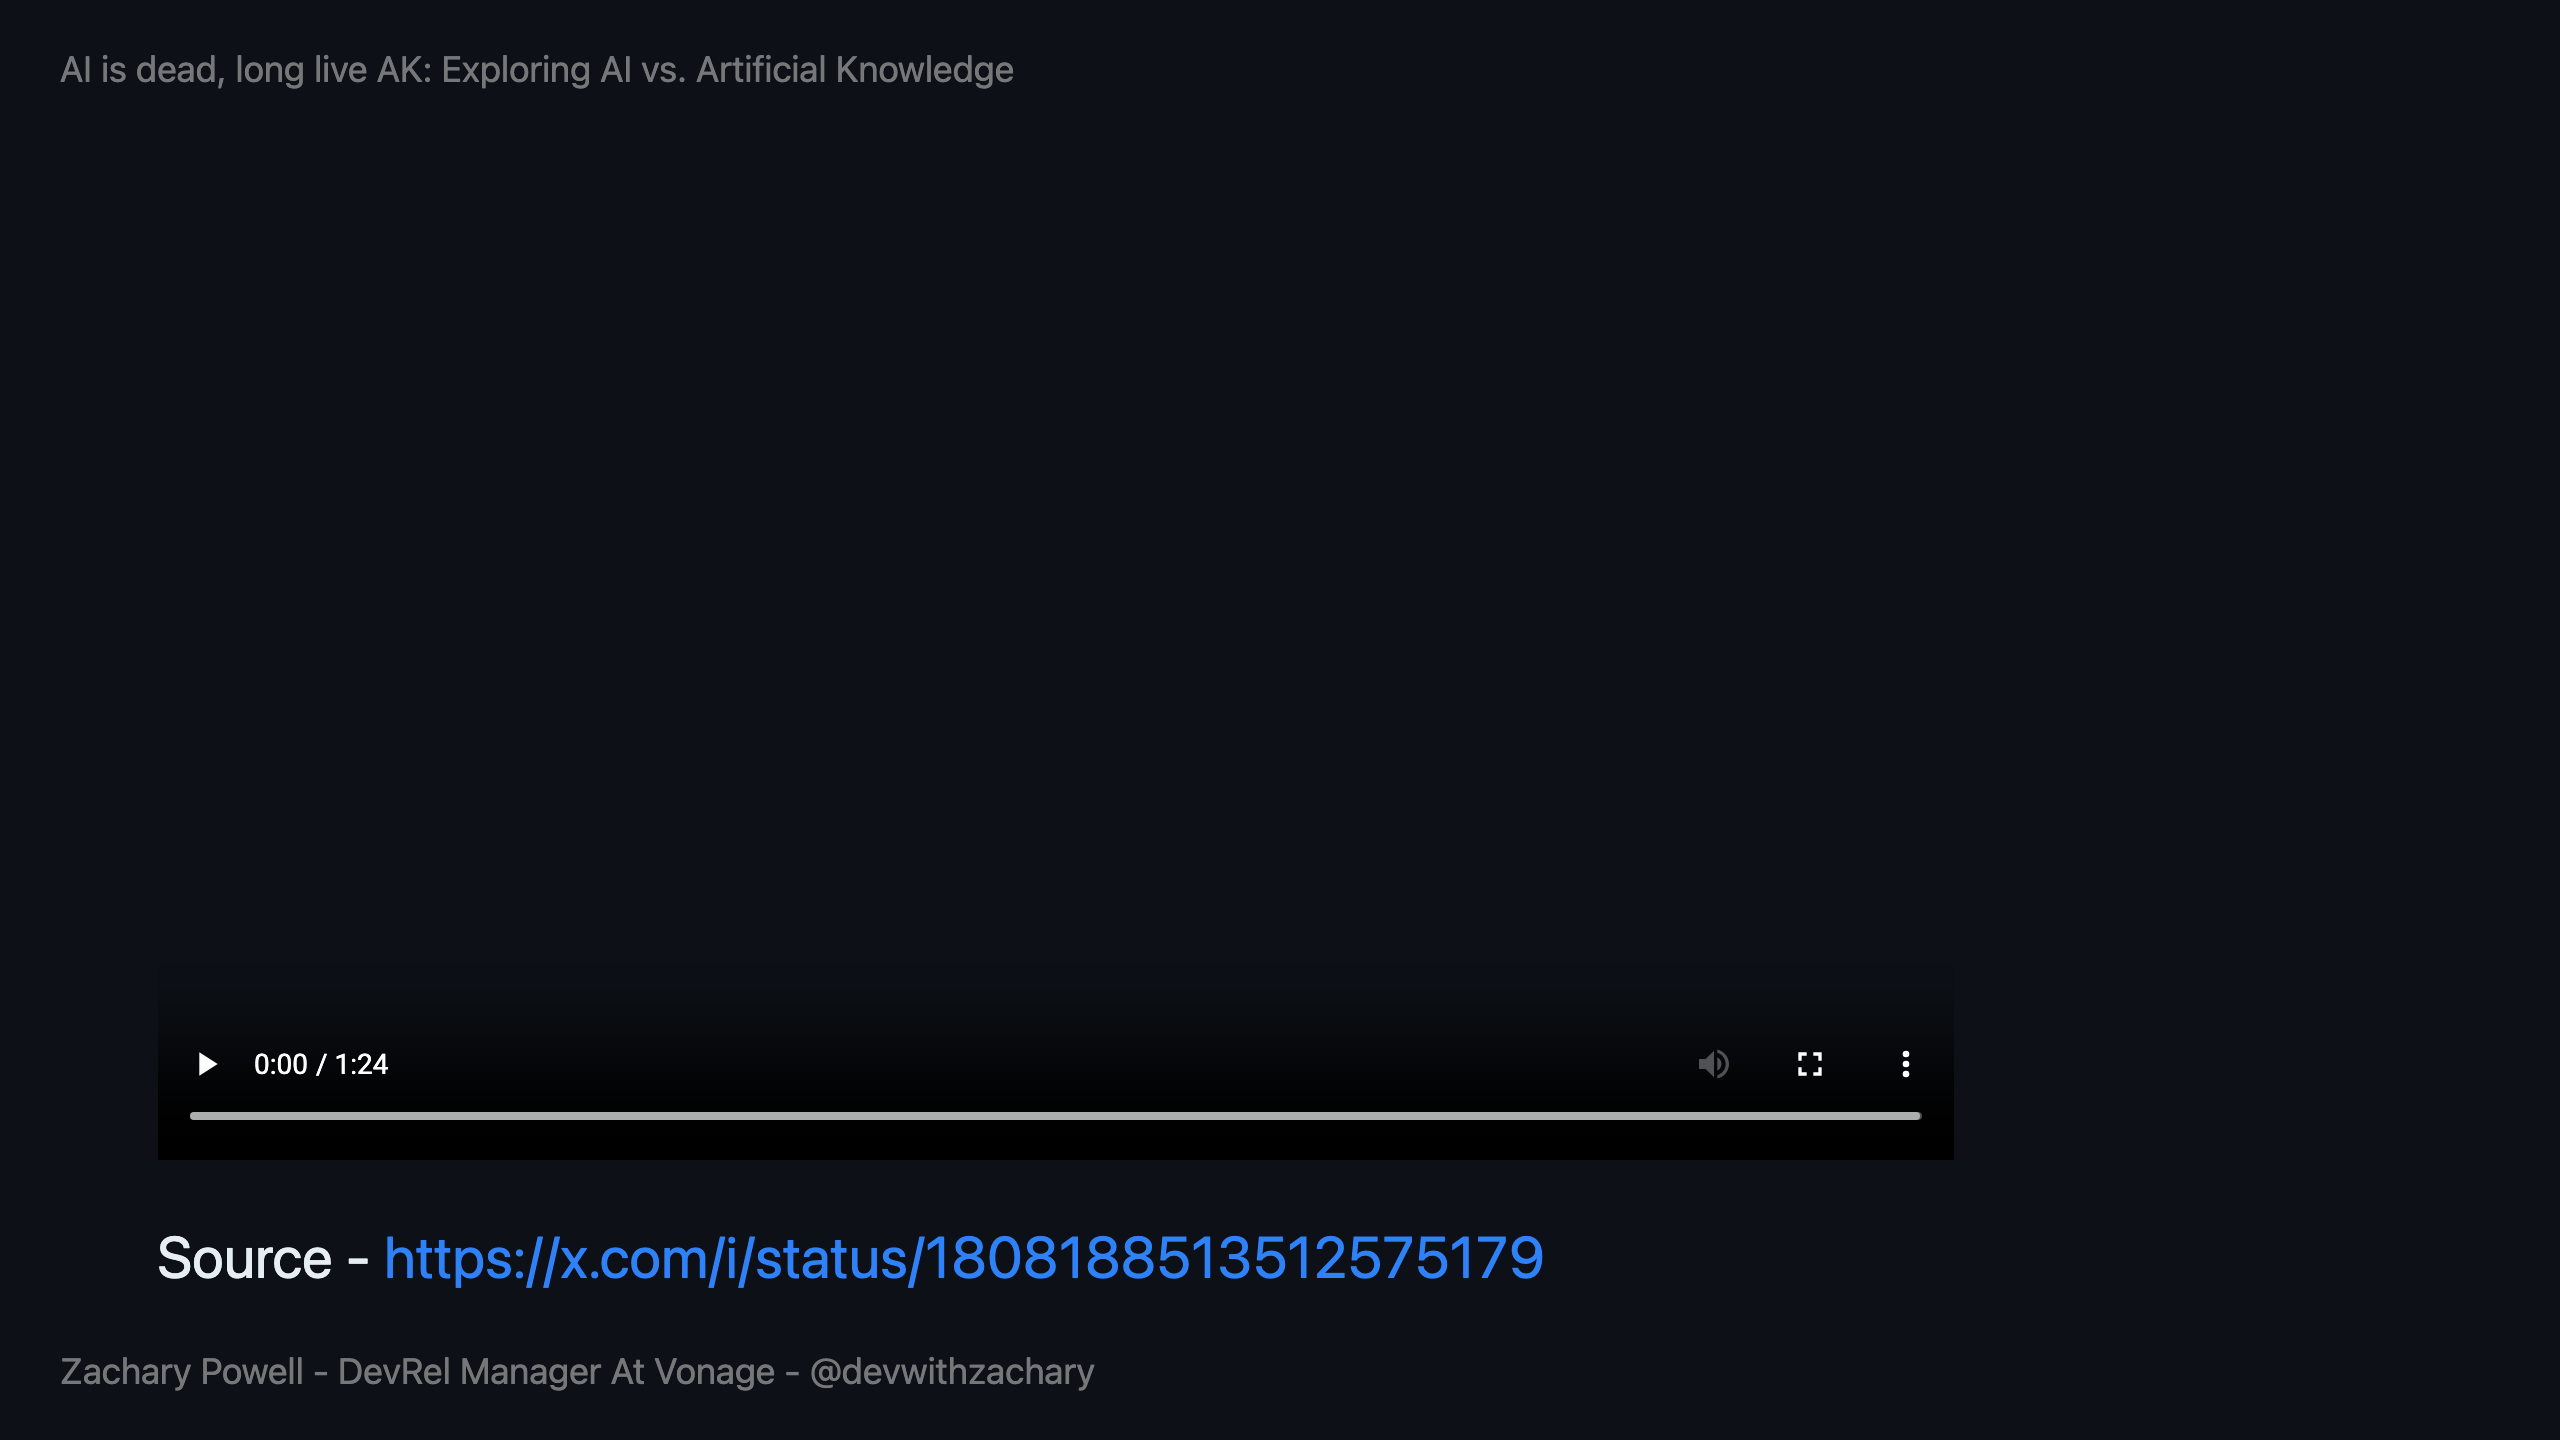 AI is dead, long live AK: Exploring AI vs. Artificial Knowledge
0:00 / 1:24
Source - https://x.com/i/status/1808188513512575179
Zachary Powell - DevRel Manager At Vonage - @devwithzachary